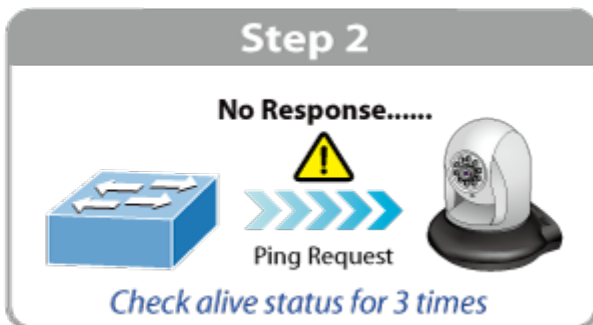 Step 2
No Response......
Ping Request
Check alive status for 3 times